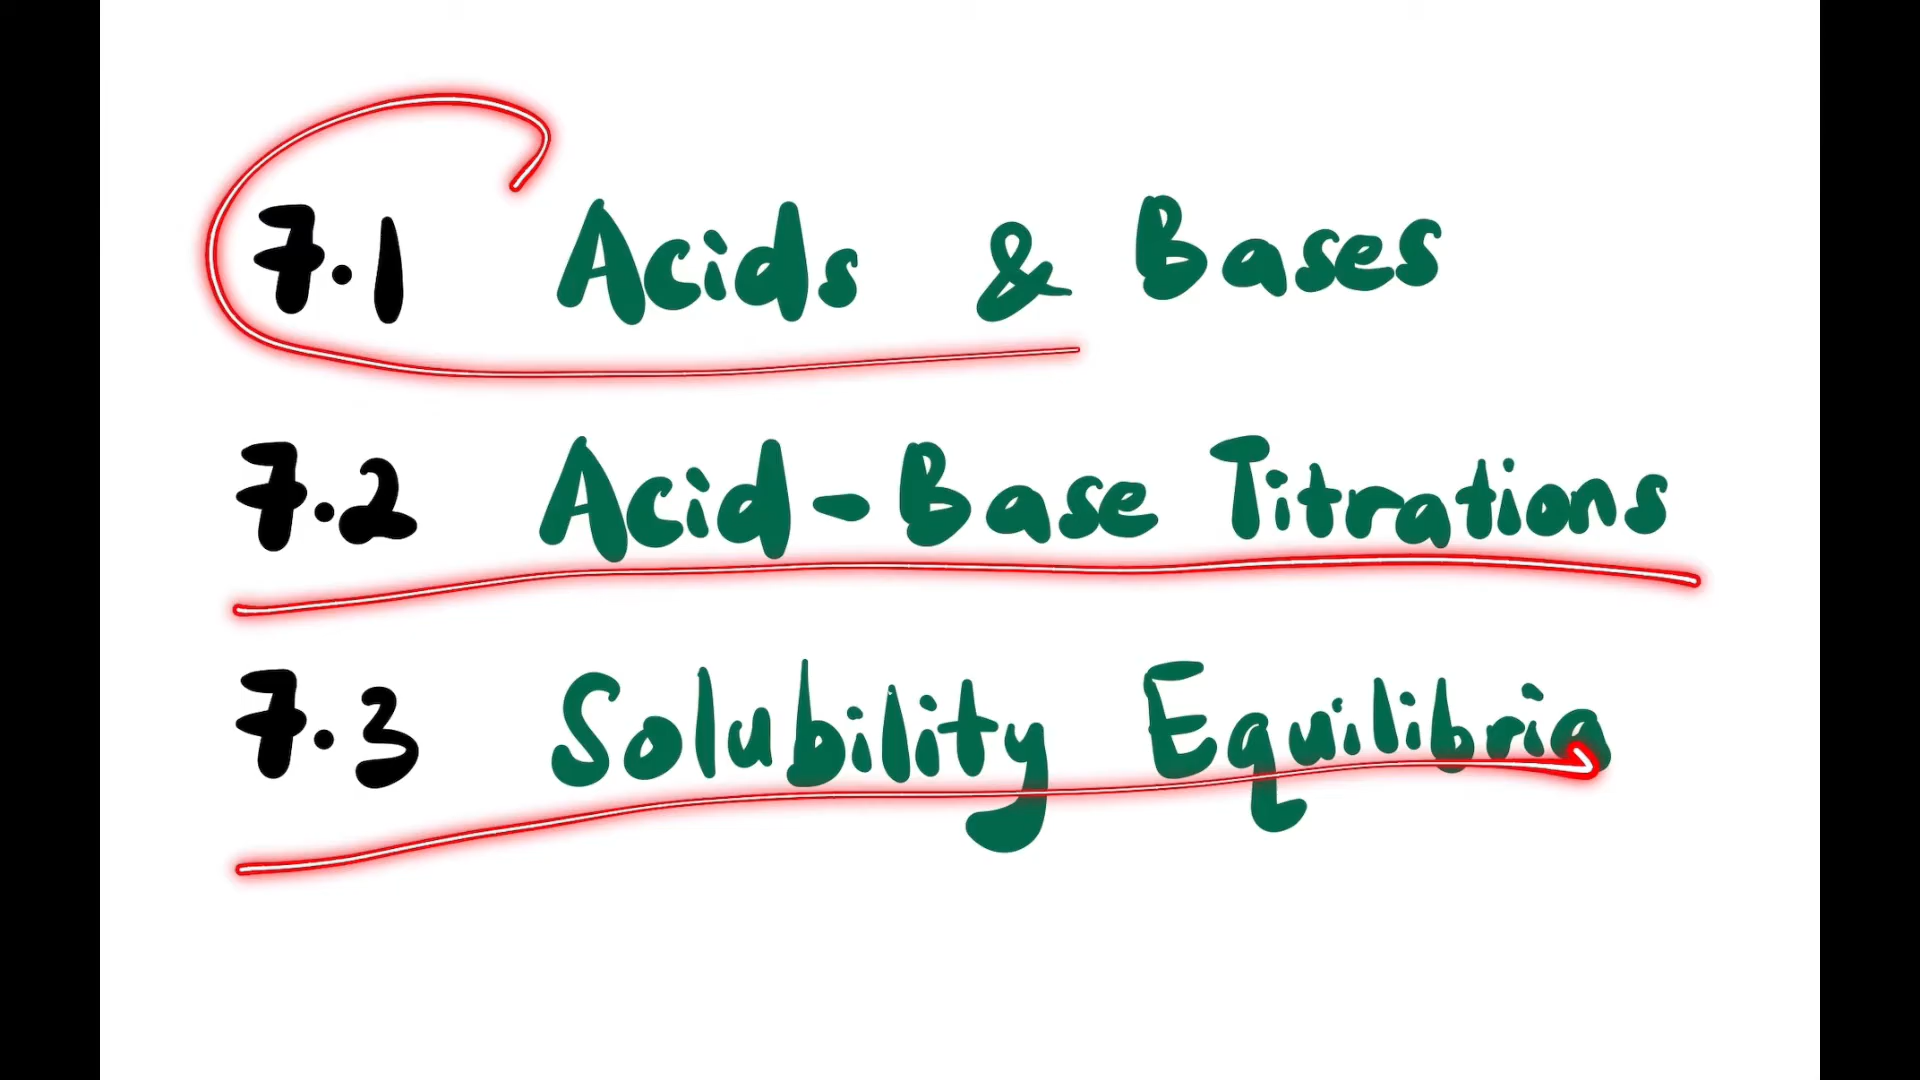 7.1 Acids & Bases
7.2 Acid-Base Titrations
7.3 Solubility Equilibria